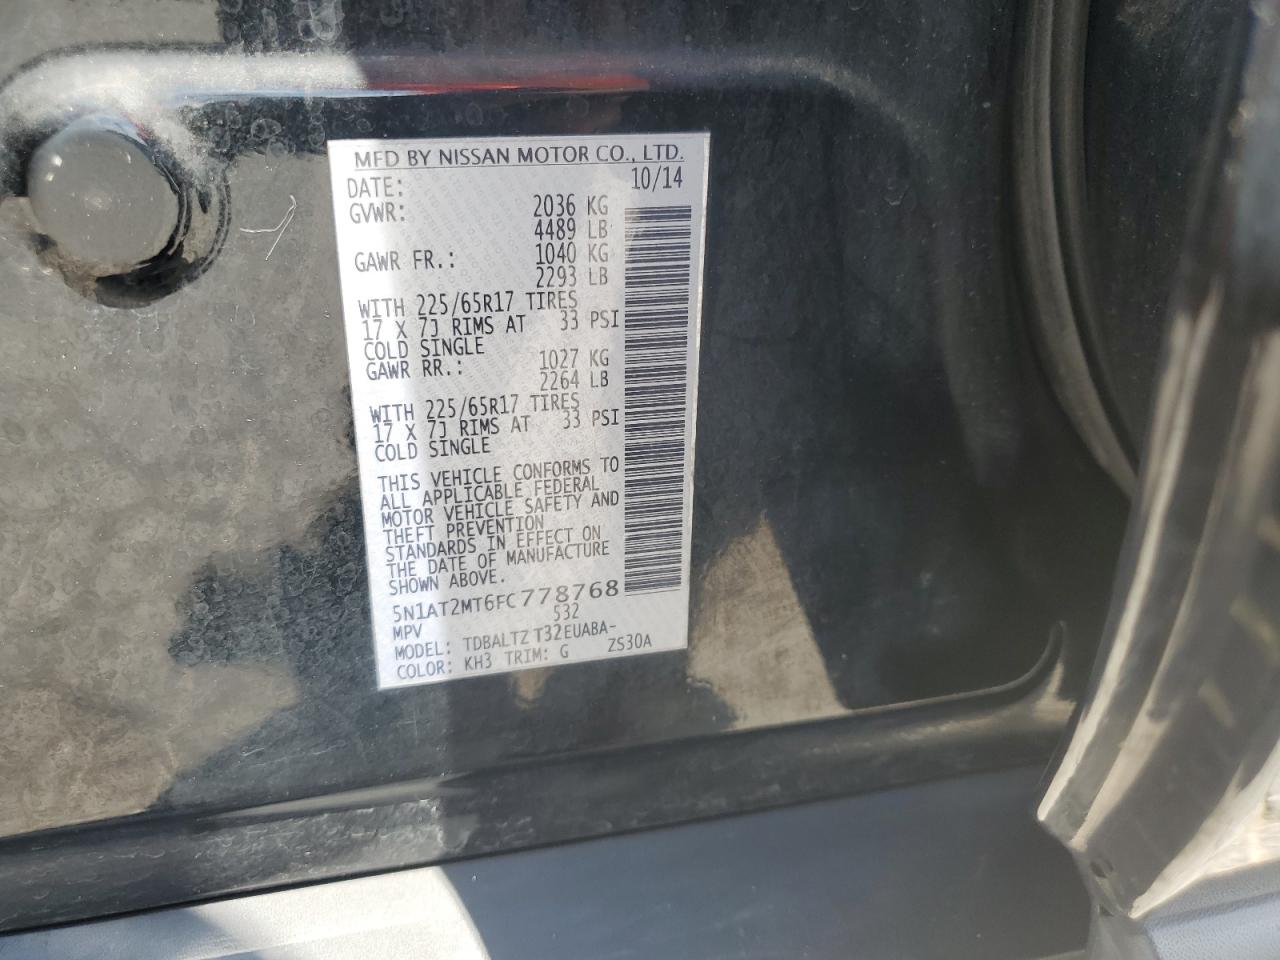 MFD BY NISSAN MOTOR CO., LTD.
DATE: 10/14
GVWR: 2036 KG
4489 LB
GAWR FR.: 1040 KG
2293 LB
WITH 225/65R17 TIRES
17 X 7J RIMS AT 33 PSI
COLD SINGLE
GAWR RR.: 1027 KG
2264 LB
WITH 225/65R17 TIRES
17 X 7J RIMS AT 33 PSI
COLD SINGLE
THIS VEHICLE CONFORMS TO
ALL APPLICABLE FEDERAL
MOTOR VEHICLE SAFETY AND
THEFT PREVENTION
STANDARDS IN EFFECT ON
THE DATE OF MANUFACTURE
SHOWN ABOVE.
5N1AT2MT6FC778768
MPV 532
MODEL: TDBALTZ T32EUABA-
COLOR: KH3 TRIM: G ZS30A